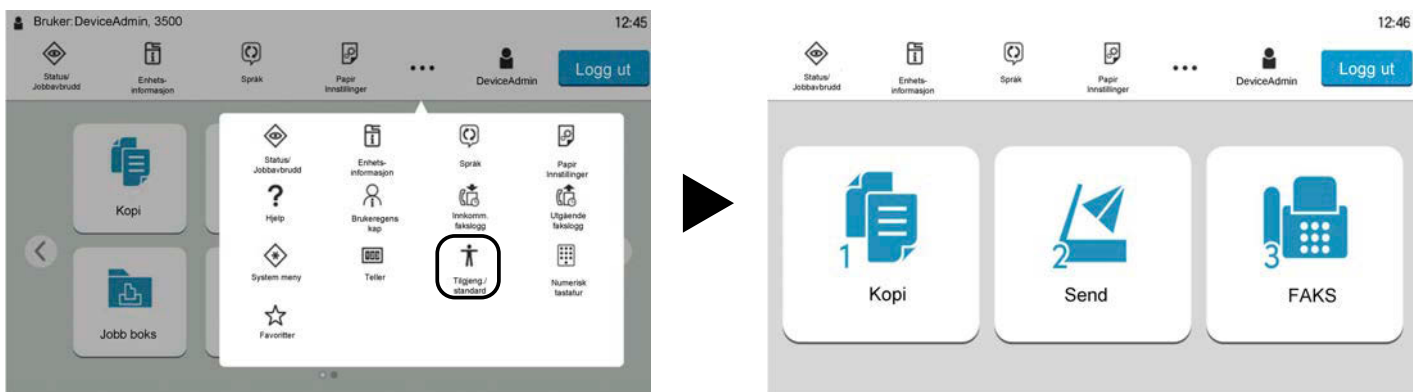 Bruker: DeviceAdmin, 3500
12:45
Status/
Jobbavbrudd
Enhets-
informasjon
Språk
Papir
Innstillinger
DeviceAdmin
Logg ut
Kopi
Jobb boks
Status/
Jobbavbrudd
Enhets-
informasjon
Språk
Papir
Innstillinger
?
Hjelp
Brukeregens
kap
Innkomm.
fakslogg
Utgående
fakslogg
System meny
Teller
Tilgjeng./
standard
Numerisk
tastatur
Favoritter
12:46
Status/
Jobbavbrudd
Enhets-
informasjon
Språk
Papir
Innstillinger
DeviceAdmin
Logg ut
1
Kopi
2
Send
3
FAKS